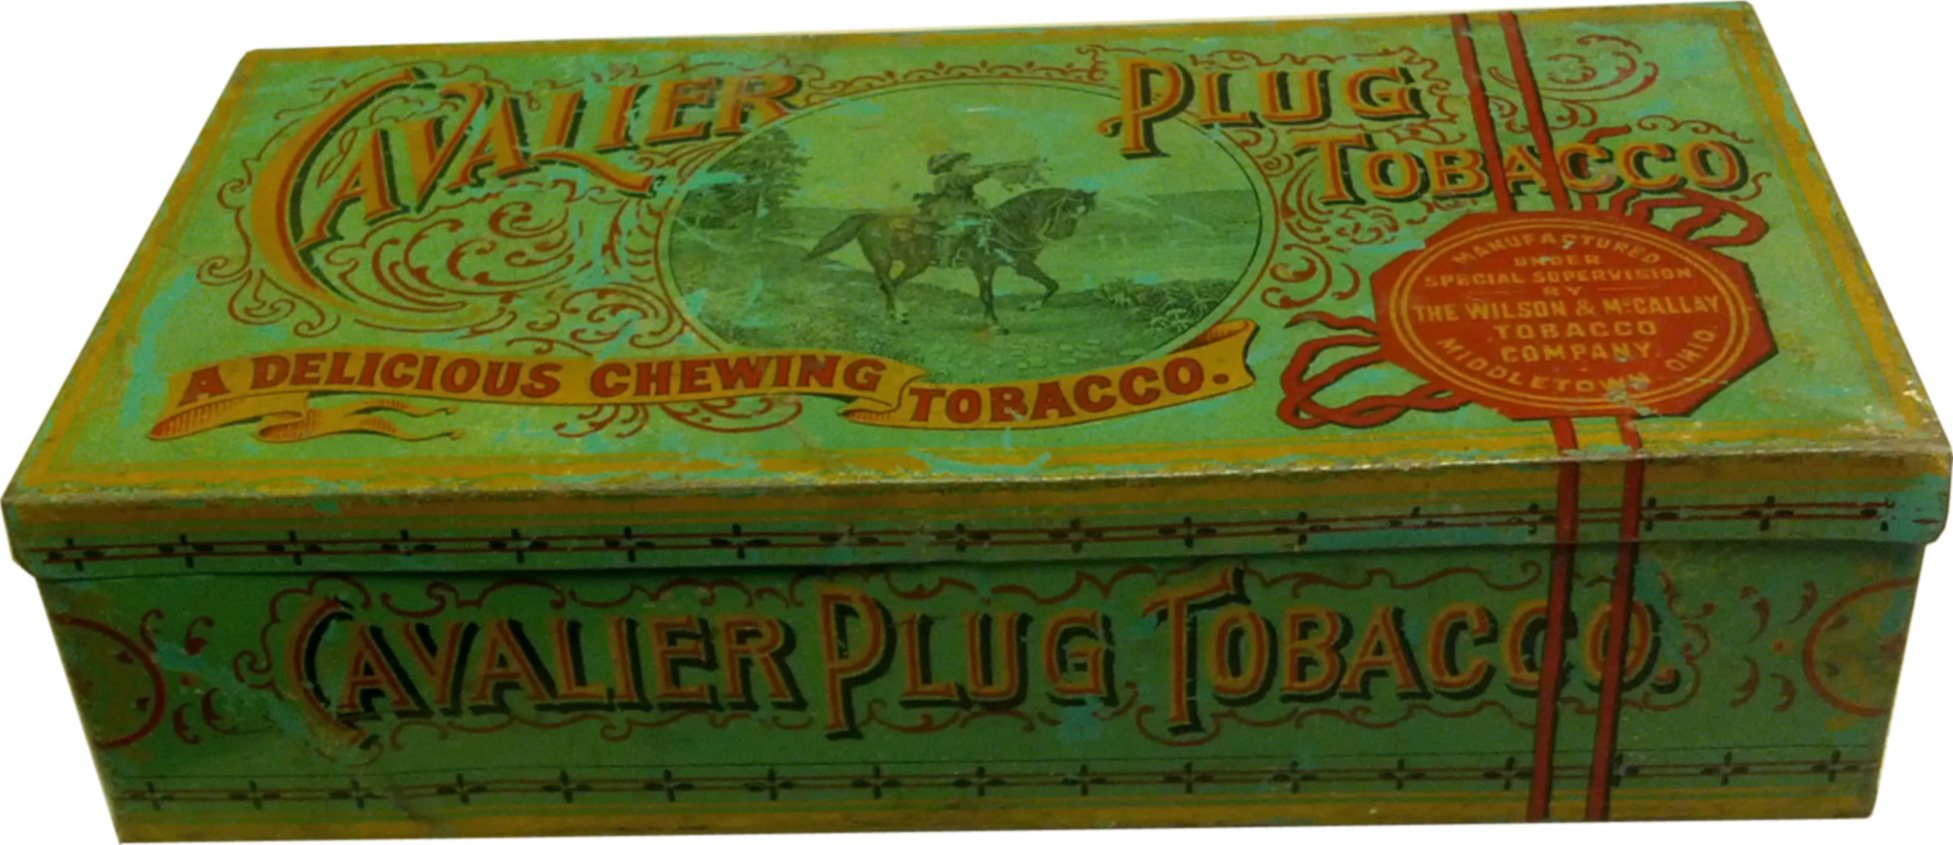 CAVALIER
PLUG
TOBACCO
A DELICIOUS CHEWING TOBACCO.
MANUFACTURED
UNDER
SPECIAL SUPERVISION
BY
THE WILSON & McCALLAY
TOBACCO
COMPANY.
MIDDLETOWN OHIO.
CAVALIER PLUG TOBACCO.